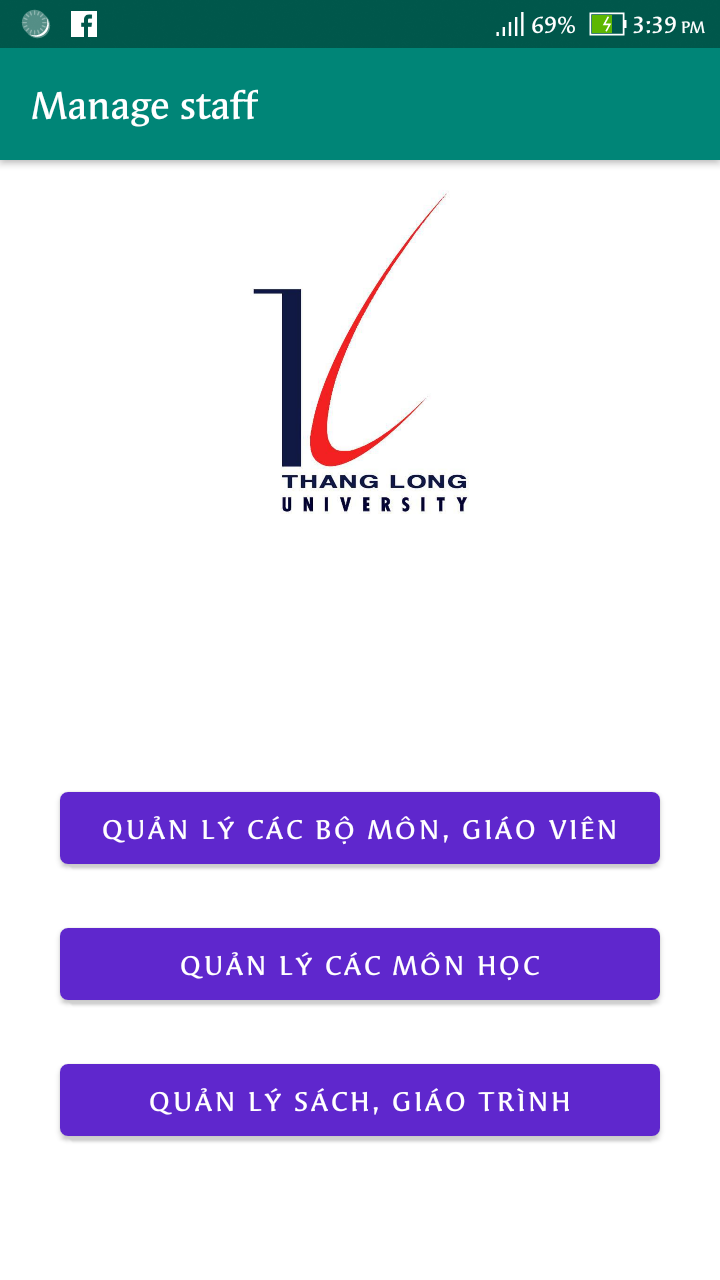 69% 3:39 PM
Manage staff
THANG LONG
UNIVERSITY
QUẢN LÝ CÁC BỘ MÔN, GIÁO VIÊN
QUẢN LÝ CÁC MÔN HỌC
QUẢN LÝ SÁCH, GIÁO TRÌNH